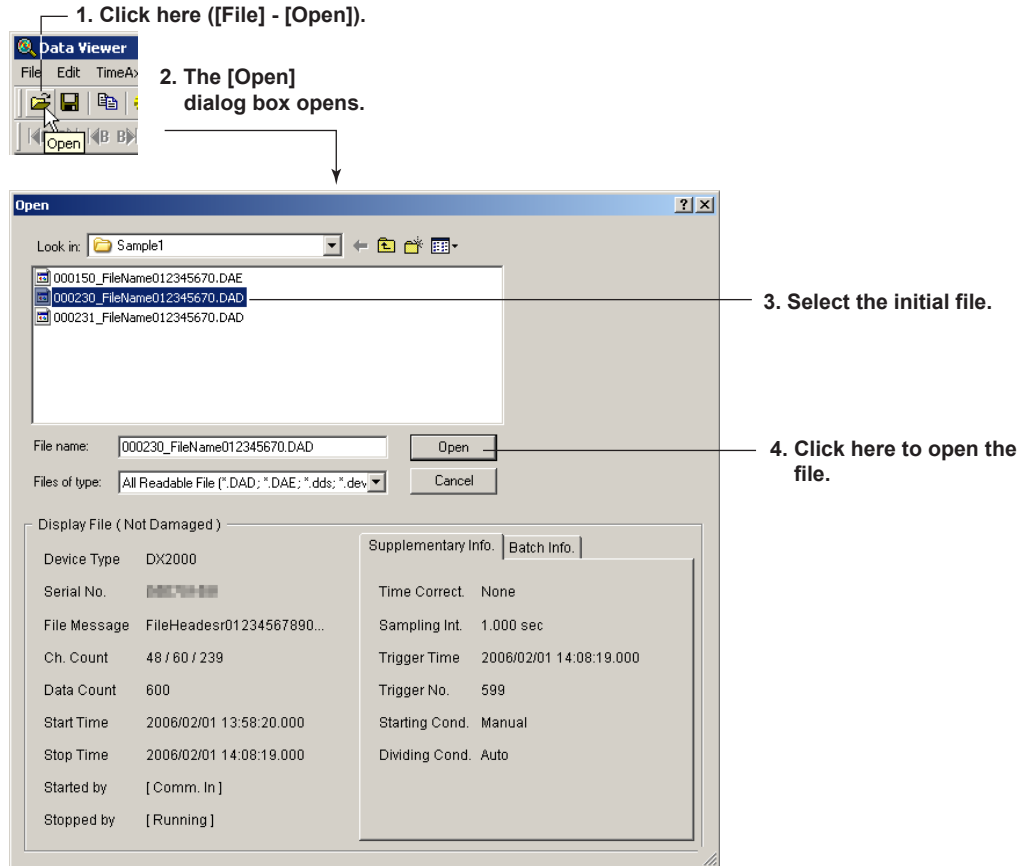 1. Click here ([File] - [Open]).
Data Viewer
File Edit TimeAx
2. The [Open]
dialog box opens.
B B
Open
Open
Look in: Sample1
000150_FileName012345670.DAE
000230_FileName012345670.DAD
000231_FileName012345670.DAD
3. Select the initial file.
File name: 000230_FileName012345670.DAD Open
4. Click here to open the
file.
Files of type: All Readable File (*.DAD; *.DAE; *.dds; *.dev Cancel
Display File ( Not Damaged )
Supplementary Info. Batch Info.
Device Type DX2000
Serial No.
Time Correct. None
File Message FileHeadesr01234567890...
Sampling Int. 1.000 sec
Ch. Count 48 / 60 / 239
Trigger Time 2006/02/01 14:08:19.000
Data Count 600
Trigger No. 599
Start Time 2006/02/01 13:58:20.000
Starting Cond. Manual
Stop Time 2006/02/01 14:08:19.000
Dividing Cond. Auto
Started by [ Comm. In ]
Stopped by [ Running ]